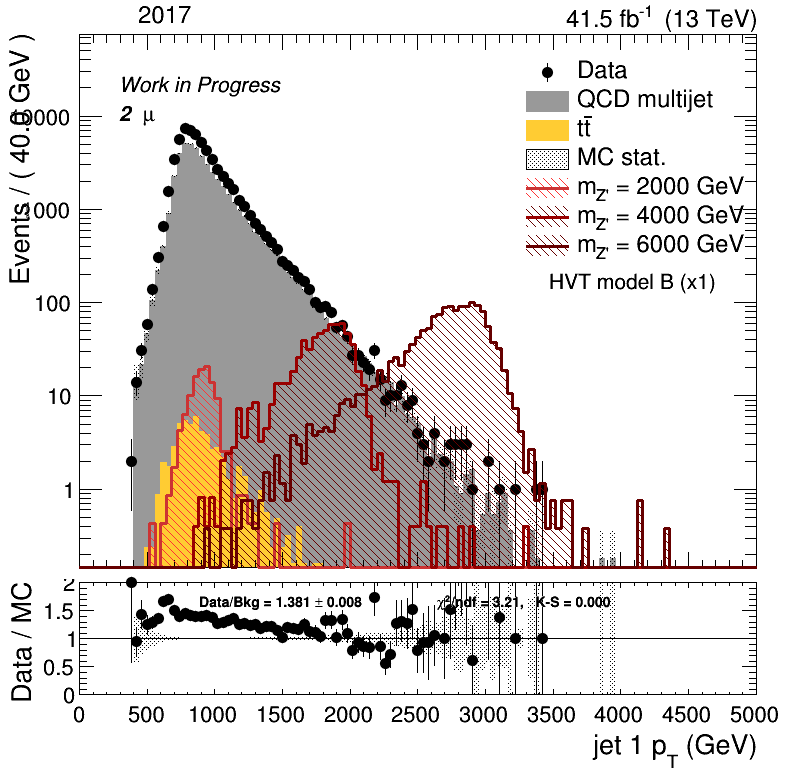 2017
41.5 fb⁻¹ (13 TeV)
Events / ( 40.0 GeV )
Work in Progress
2 μ
Data
QCD multijet
tt̄
MC stat.
m_Z' = 2000 GeV
m_Z' = 4000 GeV
m_Z' = 6000 GeV
HVT model B (x1)
10000
1000
100
10
1
Data / MC
Data/Bkg = 1.381 ± 0.008
χ²/ndf = 3.21, K-S = 0.000
2
1.5
1
0.5
0
0 500 1000 1500 2000 2500 3000 3500 4000 4500 5000
jet 1 p_T (GeV)